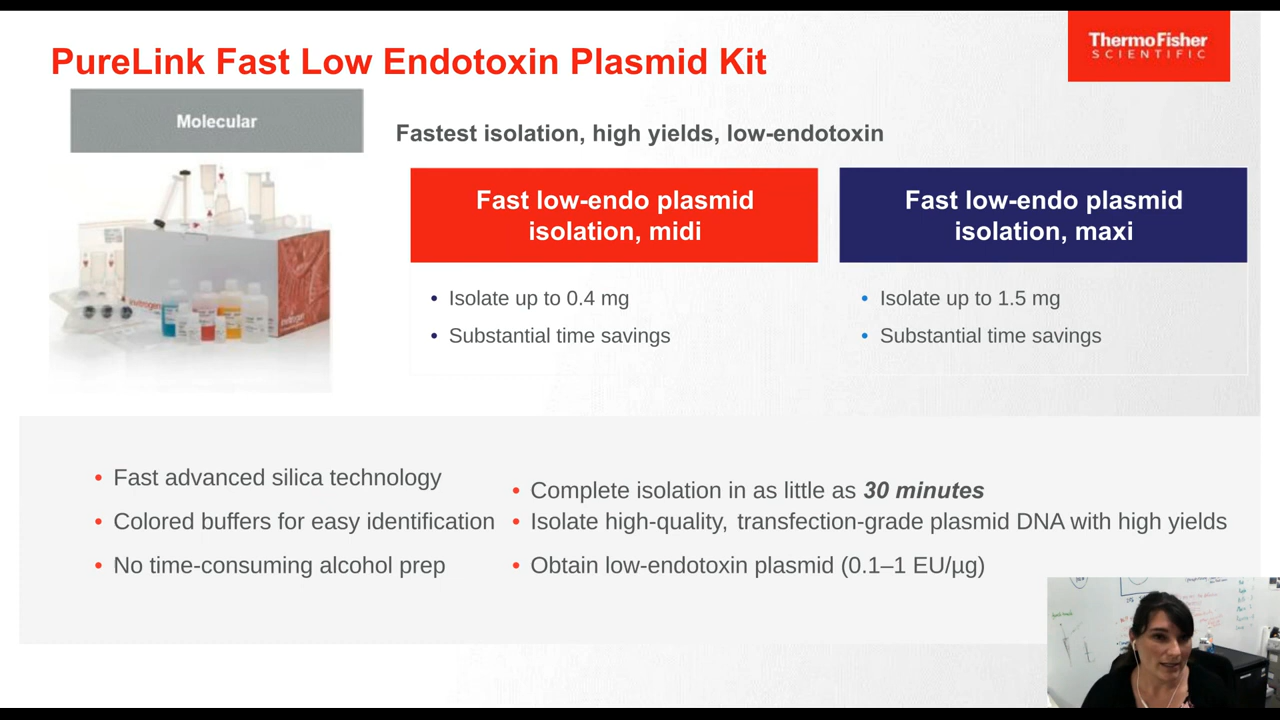 PureLink Fast Low Endotoxin Plasmid Kit
ThermoFisher
SCIENTIFIC
Molecular
Fastest isolation, high yields, low-endotoxin
Fast low-endo plasmid
isolation, midi
Fast low-endo plasmid
isolation, maxi
• Isolate up to 0.4 mg
• Substantial time savings
• Isolate up to 1.5 mg
• Substantial time savings
invitrogen
• Fast advanced silica technology
• Colored buffers for easy identification
• No time-consuming alcohol prep
• Complete isolation in as little as 30 minutes
• Isolate high-quality, transfection-grade plasmid DNA with high yields
• Obtain low-endotoxin plasmid (0.1–1 EU/µg)